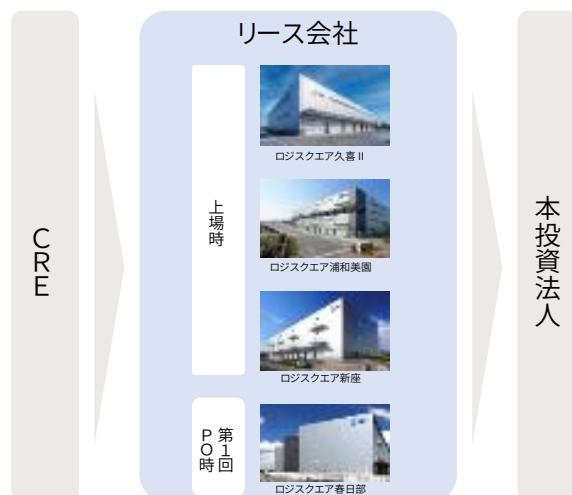 リース会社
CRE
上場時
ロジスクエア久喜Ⅱ
ロジスクエア浦和美園
ロジスクエア新座
第1回
PO時
ロジスクエア春日部
本投資法人